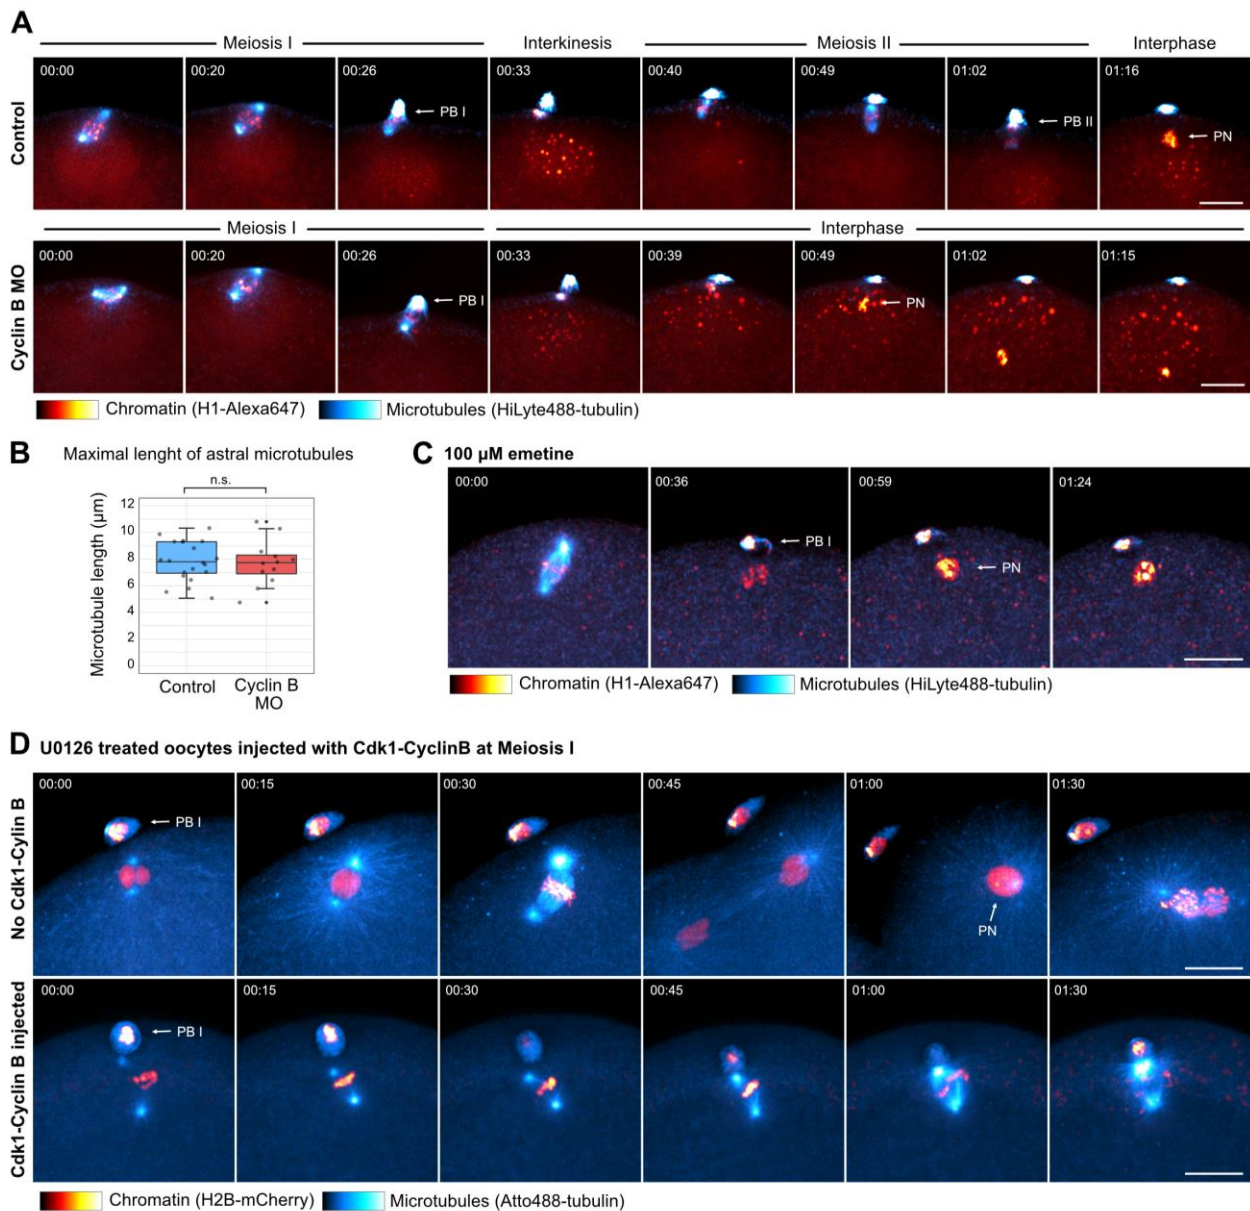 A
Meiosis I Interkinesis Meiosis II Interphase
Control
00:00 00:20 00:26 00:33 00:40 00:49 01:02 01:16
PB I PB II PN
Meiosis I Interphase
Cyclin B MO
00:00 00:20 00:26 00:33 00:39 00:49 01:02 01:15
PB I PN
Chromatin (H1-Alexa647) Microtubules (HiLyte488-tubulin)
B Maximal lenght of astral microtubules
n.s.
Microtubule length (μm)
12
10
8
6
4
2
0
Control Cyclin B
MO
C 100 μM emetine
00:00 00:36 00:59 01:24
PB I PN
Chromatin (H1-Alexa647) Microtubules (HiLyte488-tubulin)
D U0126 treated oocytes injected with Cdk1-CyclinB at Meiosis I
No Cdk1-Cylin B
00:00 00:15 00:30 00:45 01:00 01:30
PB I PN
Cdk1-Cyclin B injected
00:00 00:15 00:30 00:45 01:00 01:30
PB I
Chromatin (H2B-mCherry) Microtubules (Atto488-tubulin)